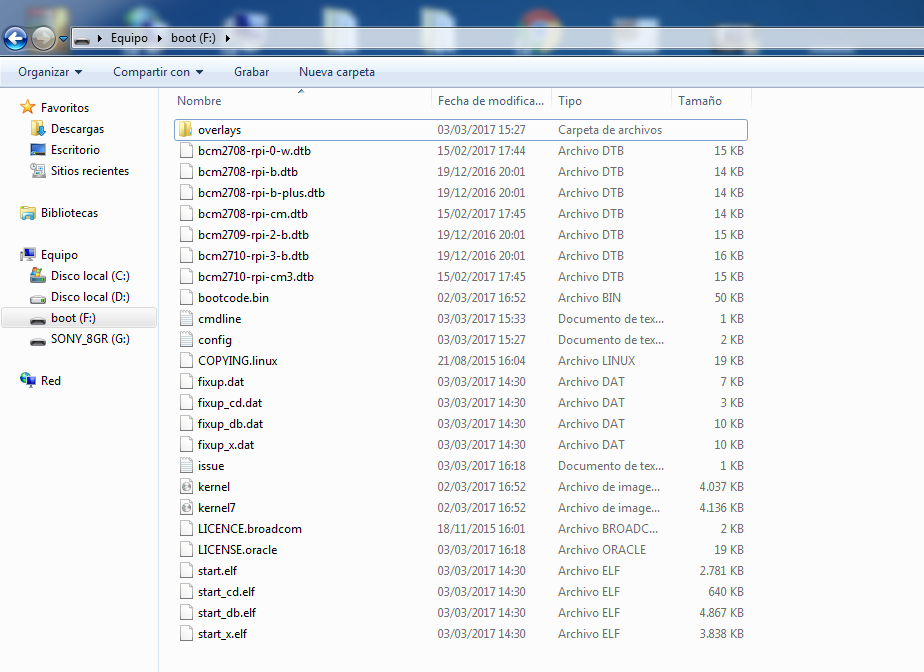 Equipo boot (F:)
Organizar Compartir con Grabar Nueva carpeta
Nombre Fecha de modifica... Tipo Tamaño
Favoritos
Descargas
Escritorio
Sitios recientes
Bibliotecas
Equipo
Disco local (C:)
Disco local (D:)
boot (F:)
SONY_8GR (G:)
Red
overlays 03/03/2017 15:27 Carpeta de archivos
bcm2708-rpi-0-w.dtb 15/02/2017 17:44 Archivo DTB 15 KB
bcm2708-rpi-b.dtb 19/12/2016 20:01 Archivo DTB 14 KB
bcm2708-rpi-b-plus.dtb 19/12/2016 20:01 Archivo DTB 14 KB
bcm2708-rpi-cm.dtb 15/02/2017 17:45 Archivo DTB 14 KB
bcm2709-rpi-2-b.dtb 19/12/2016 20:01 Archivo DTB 15 KB
bcm2710-rpi-3-b.dtb 19/12/2016 20:01 Archivo DTB 16 KB
bcm2710-rpi-cm3.dtb 15/02/2017 17:45 Archivo DTB 15 KB
bootcode.bin 02/03/2017 16:52 Archivo BIN 50 KB
cmdline 03/03/2017 15:33 Documento de tex... 1 KB
config 03/03/2017 15:27 Documento de tex... 2 KB
COPYING.linux 21/08/2015 16:04 Archivo LINUX 19 KB
fixup.dat 03/03/2017 14:30 Archivo DAT 7 KB
fixup_cd.dat 03/03/2017 14:30 Archivo DAT 3 KB
fixup_db.dat 03/03/2017 14:30 Archivo DAT 10 KB
fixup_x.dat 03/03/2017 14:30 Archivo DAT 10 KB
issue 03/03/2017 16:18 Documento de tex... 1 KB
kernel 02/03/2017 16:52 Archivo de image... 4.037 KB
kernel7 02/03/2017 16:52 Archivo de image... 4.136 KB
LICENCE.broadcom 18/11/2015 16:01 Archivo BROADC... 2 KB
LICENSE.oracle 03/03/2017 16:18 Archivo ORACLE 19 KB
start.elf 03/03/2017 14:30 Archivo ELF 2.781 KB
start_cd.elf 03/03/2017 14:30 Archivo ELF 640 KB
start_db.elf 03/03/2017 14:30 Archivo ELF 4.867 KB
start_x.elf 03/03/2017 14:30 Archivo ELF 3.838 KB